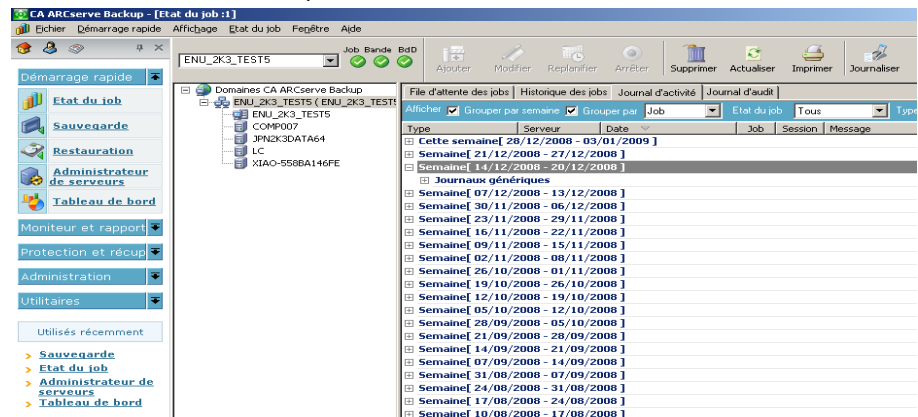 CA ARCserve Backup - [Etat du job :1]
Fichier Démarrage rapide Affichage Etat du job Fenêtre Aide
ENU_2K3_TEST5
Job Bande BdD
Ajouter Modifier Replanifier Arrêter Supprimer Actualiser Imprimer Journaliser
Démarrage rapide
Etat du job
Sauvegarde
Restauration
Administrateur de serveurs
Tableau de bord
Moniteur et rapport
Protection et récup
Administration
Utilitaires
Utilisés récemment
Sauvegarde
Etat du job
Administrateur de serveurs
Tableau de bord
Domaines CA ARCserve Backup
ENU_2K3_TEST5 ( ENU_2K3_TEST5
ENU_2K3_TEST5
COMP007
JPN2K3DATA64
LC
XIAO-558BA146FE
File d'attente des jobs Historique des jobs Journal d'activité Journal d'audit
Afficher Grouper par semaine Grouper par Job Etat du job Tous Type
Type Serveur Date Job Session Message
Cette semaine[ 28/12/2008 - 03/01/2009 ]
Semaine[ 21/12/2008 - 27/12/2008 ]
Semaine[ 14/12/2008 - 20/12/2008 ]
Journaux génériques
Semaine[ 07/12/2008 - 13/12/2008 ]
Semaine[ 30/11/2008 - 06/12/2008 ]
Semaine[ 23/11/2008 - 29/11/2008 ]
Semaine[ 16/11/2008 - 22/11/2008 ]
Semaine[ 09/11/2008 - 15/11/2008 ]
Semaine[ 02/11/2008 - 08/11/2008 ]
Semaine[ 26/10/2008 - 01/11/2008 ]
Semaine[ 19/10/2008 - 26/10/2008 ]
Semaine[ 12/10/2008 - 19/10/2008 ]
Semaine[ 05/10/2008 - 12/10/2008 ]
Semaine[ 28/09/2008 - 05/10/2008 ]
Semaine[ 21/09/2008 - 28/09/2008 ]
Semaine[ 14/09/2008 - 21/09/2008 ]
Semaine[ 07/09/2008 - 14/09/2008 ]
Semaine[ 31/08/2008 - 07/09/2008 ]
Semaine[ 24/08/2008 - 31/08/2008 ]
Semaine[ 17/08/2008 - 24/08/2008 ]
Semaine[ 10/08/2008 - 17/08/2008 ]